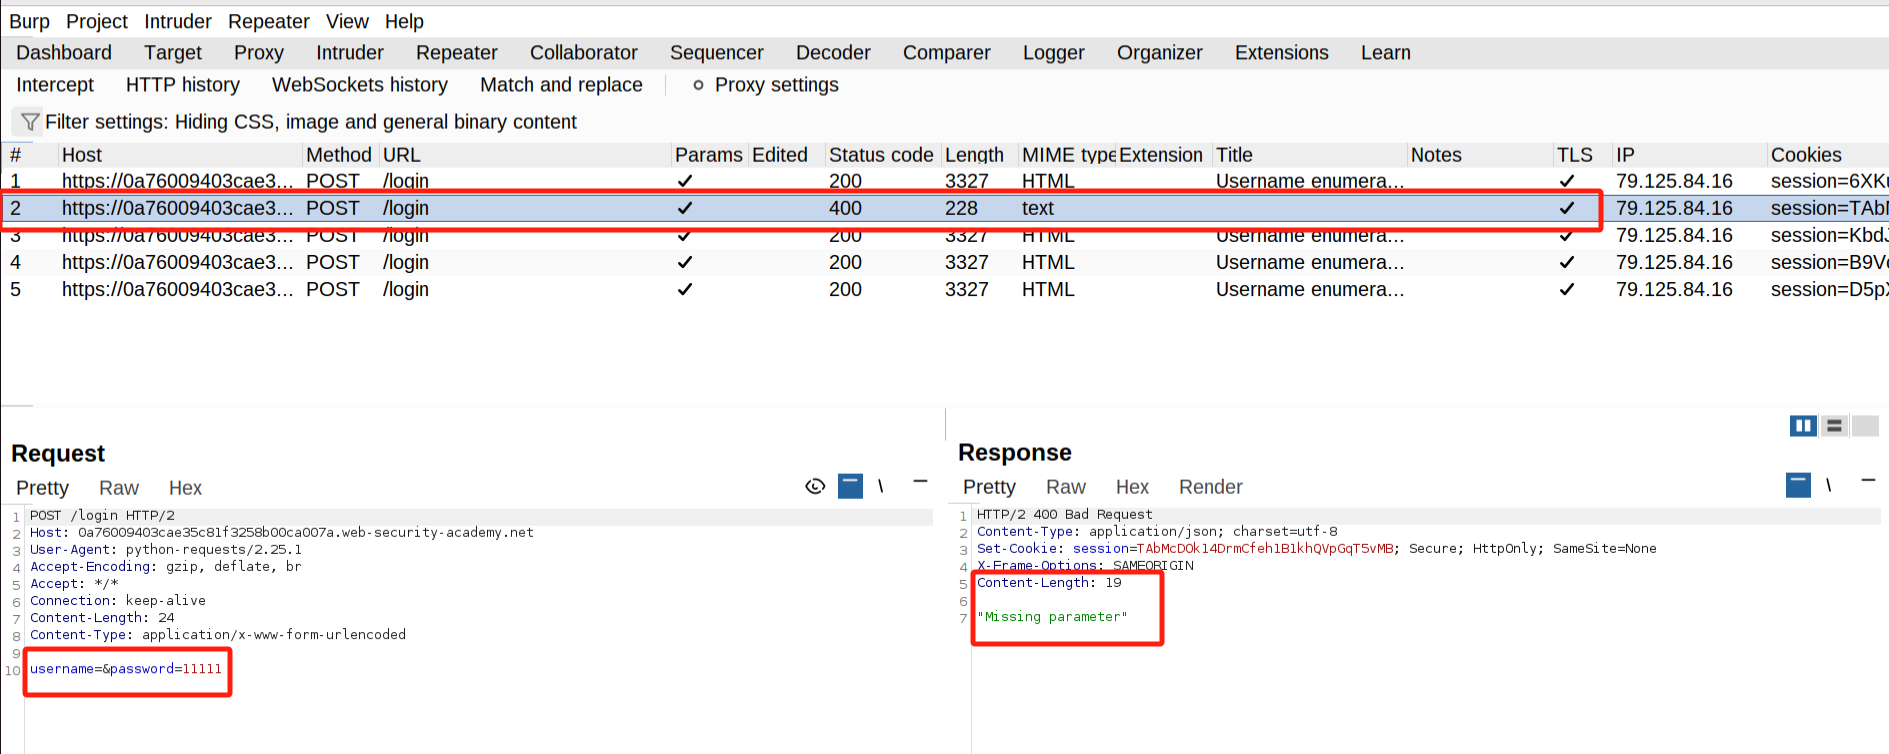 Burp Project Intruder Repeater View Help
Dashboard Target Proxy Intruder Repeater Collaborator Sequencer Decoder Comparer Logger Organizer Extensions Learn
Intercept HTTP history WebSockets history Match and replace Proxy settings
Filter settings: Hiding CSS, image and general binary content
# Host Method URL Params Edited Status code Length MIME type Extension Title Notes TLS IP Cookies
1 https://0a76009403cae3... POST /login ✓ 200 3327 HTML Username enumera... ✓ 79.125.84.16 session=6XKu
2 https://0a76009403cae3... POST /login ✓ 400 228 text ✓ 79.125.84.16 session=TAbM
3 https://0a76009403cae3... POST /login ✓ 200 3327 HTML Username enumera... ✓ 79.125.84.16 session=KbdJ
4 https://0a76009403cae3... POST /login ✓ 200 3327 HTML Username enumera... ✓ 79.125.84.16 session=B9Vc
5 https://0a76009403cae3... POST /login ✓ 200 3327 HTML Username enumera... ✓ 79.125.84.16 session=D5pX
Request
Pretty Raw Hex
1 POST /login HTTP/2
2 Host: 0a76009403cae35c81f3258b00ca007a.web-security-academy.net
3 User-Agent: python-requests/2.25.1
4 Accept-Encoding: gzip, deflate, br
5 Accept: */*
6 Connection: keep-alive
7 Content-Length: 24
8 Content-Type: application/x-www-form-urlencoded
9
10 username=&password=11111
Response
Pretty Raw Hex Render
1 HTTP/2 400 Bad Request
2 Content-Type: application/json; charset=utf-8
3 Set-Cookie: session=TAbMcDOk14DrmCfeh1B1khQVpGqT5vMB; Secure; HttpOnly; SameSite=None
4 X-Frame-Options: SAMEORIGIN
5 Content-Length: 19
6
7 "Missing parameter"